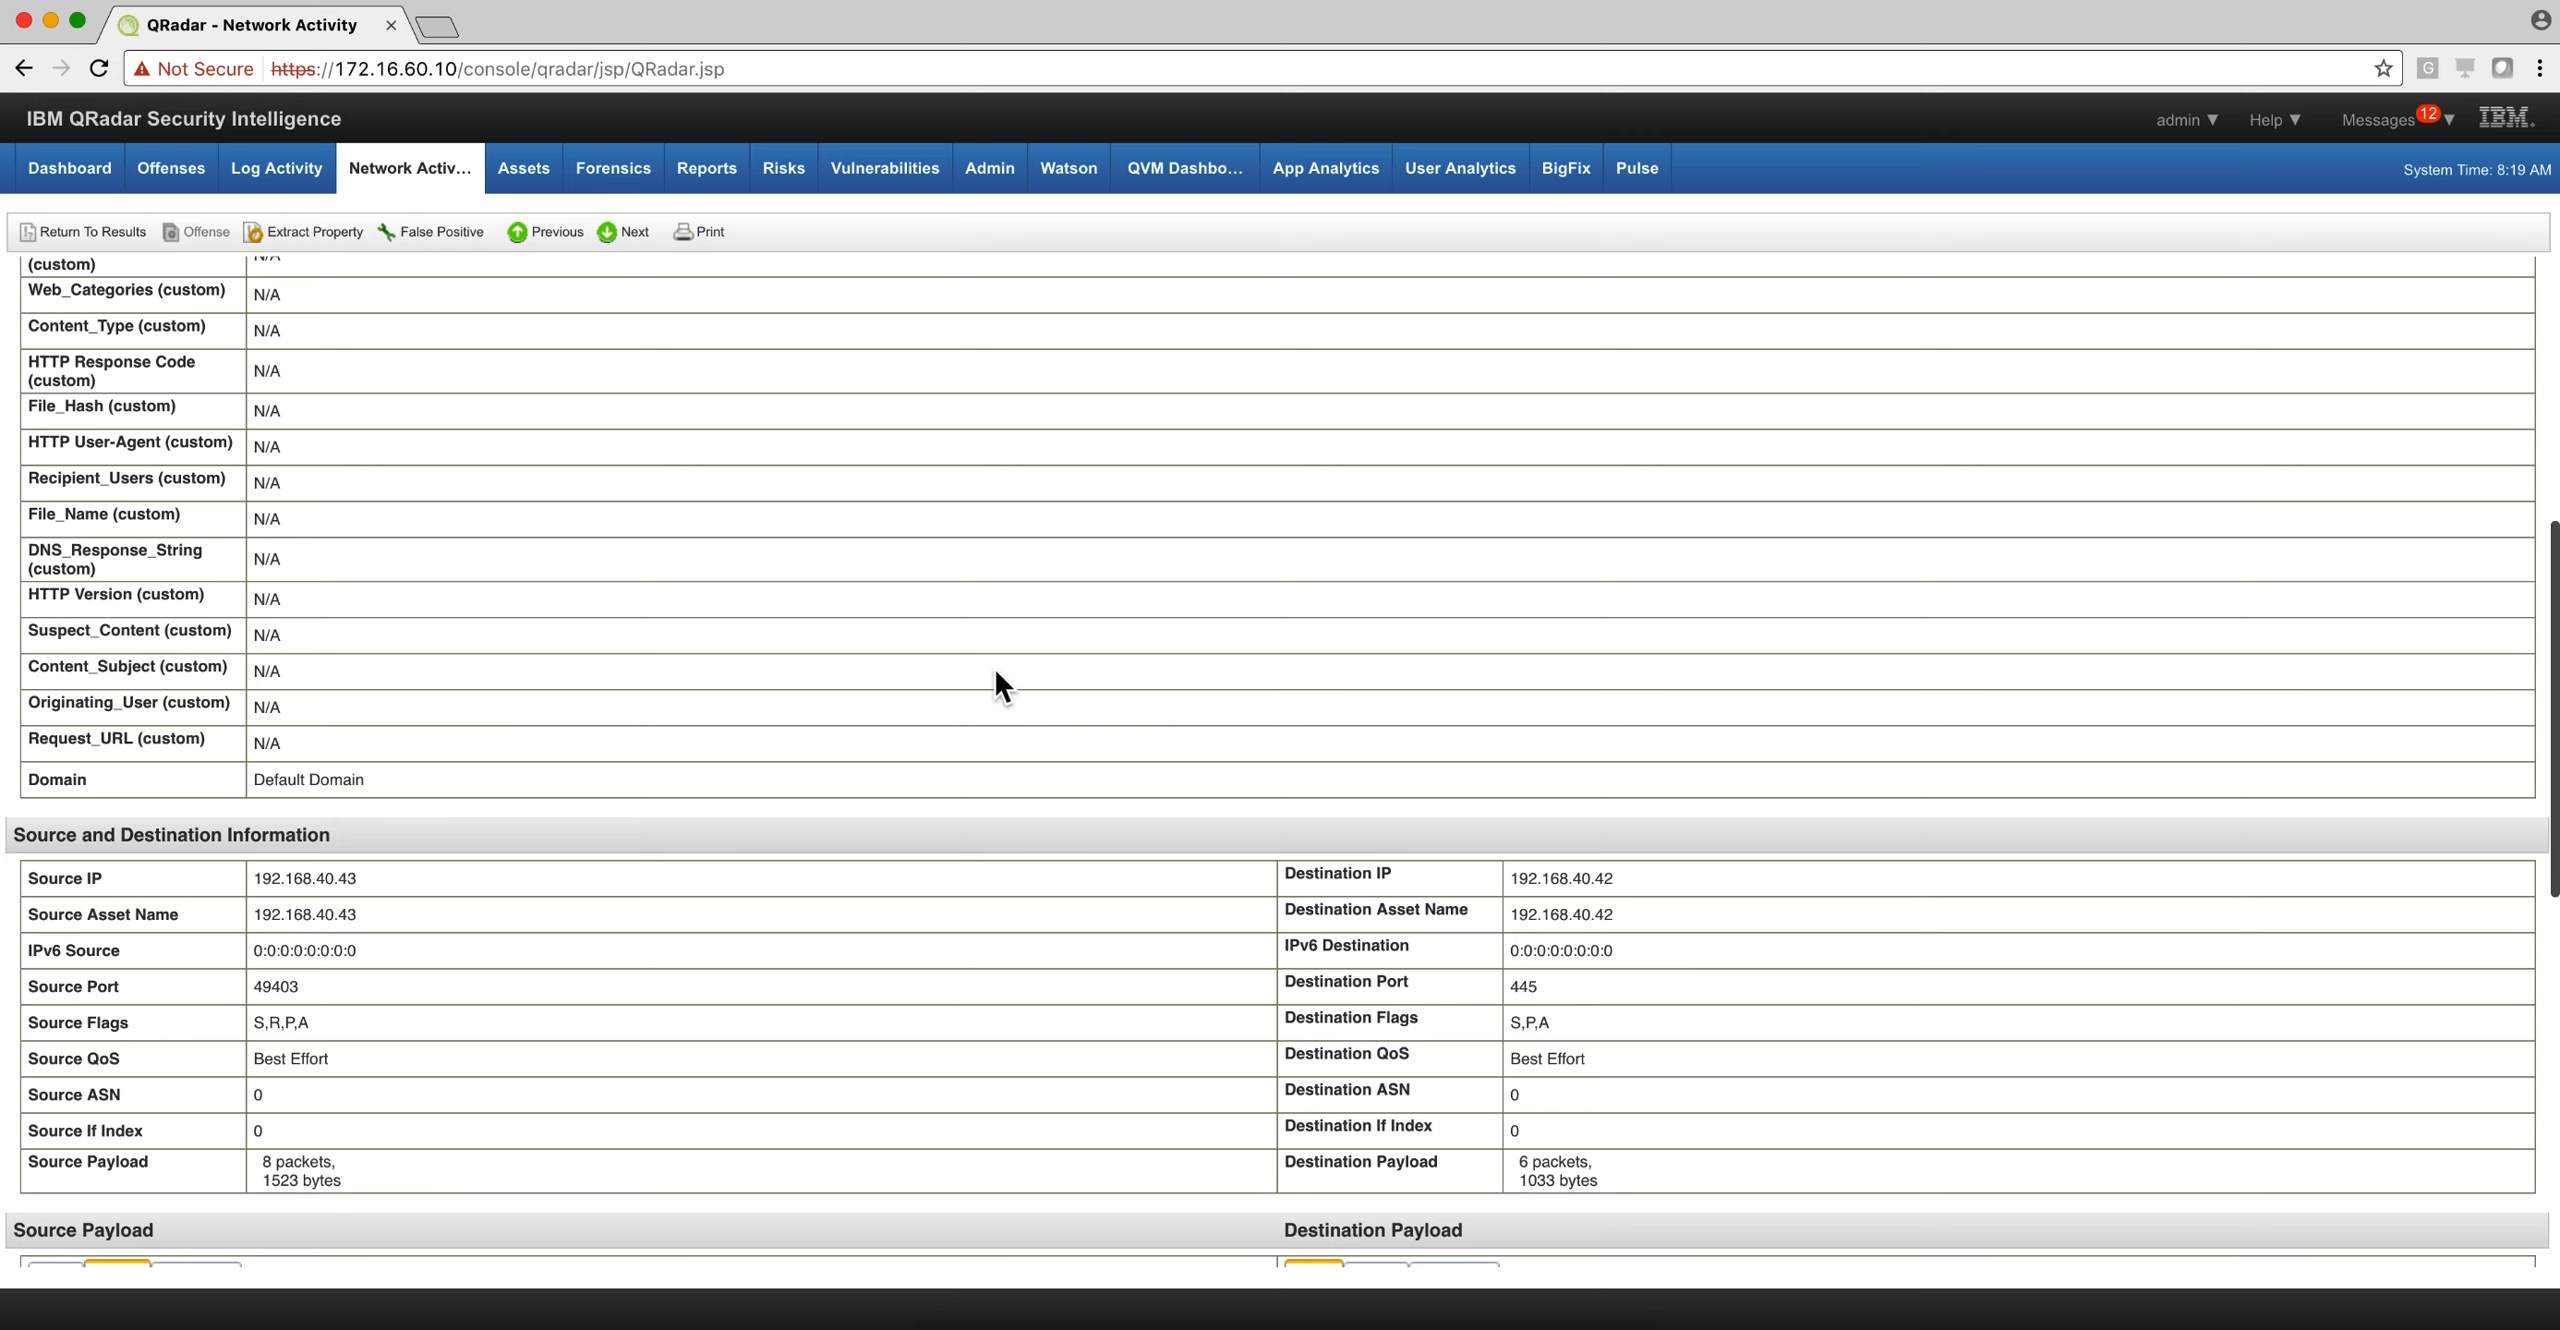 QRadar - Network Activity
Not Secure https://172.16.60.10/console/qradar/jsp/QRadar.jsp
G
IBM QRadar Security Intelligence
admin ▼ Help ▼ Messages 12 ▼ IBM.
Dashboard Offenses Log Activity Network Activ... Assets Forensics Reports Risks Vulnerabilities Admin Watson QVM Dashbo... App Analytics User Analytics BigFix Pulse System Time: 8:19 AM
Return To Results Offense Extract Property False Positive Previous Next Print
(custom) N/A
Web_Categories (custom) N/A
Content_Type (custom) N/A
HTTP Response Code
(custom) N/A
File_Hash (custom) N/A
HTTP User-Agent (custom) N/A
Recipient_Users (custom) N/A
File_Name (custom) N/A
DNS_Response_String
(custom) N/A
HTTP Version (custom) N/A
Suspect_Content (custom) N/A
Content_Subject (custom) N/A
Originating_User (custom) N/A
Request_URL (custom) N/A
Domain Default Domain
Source and Destination Information
Source IP 192.168.40.43 Destination IP 192.168.40.42
Source Asset Name 192.168.40.43 Destination Asset Name 192.168.40.42
IPv6 Source 0:0:0:0:0:0:0:0 IPv6 Destination 0:0:0:0:0:0:0:0
Source Port 49403 Destination Port 445
Source Flags S,R,P,A Destination Flags S,P,A
Source QoS Best Effort Destination QoS Best Effort
Source ASN 0 Destination ASN 0
Source If Index 0 Destination If Index 0
Source Payload 8 packets, Destination Payload 6 packets,
1523 bytes 1033 bytes
Source Payload Destination Payload